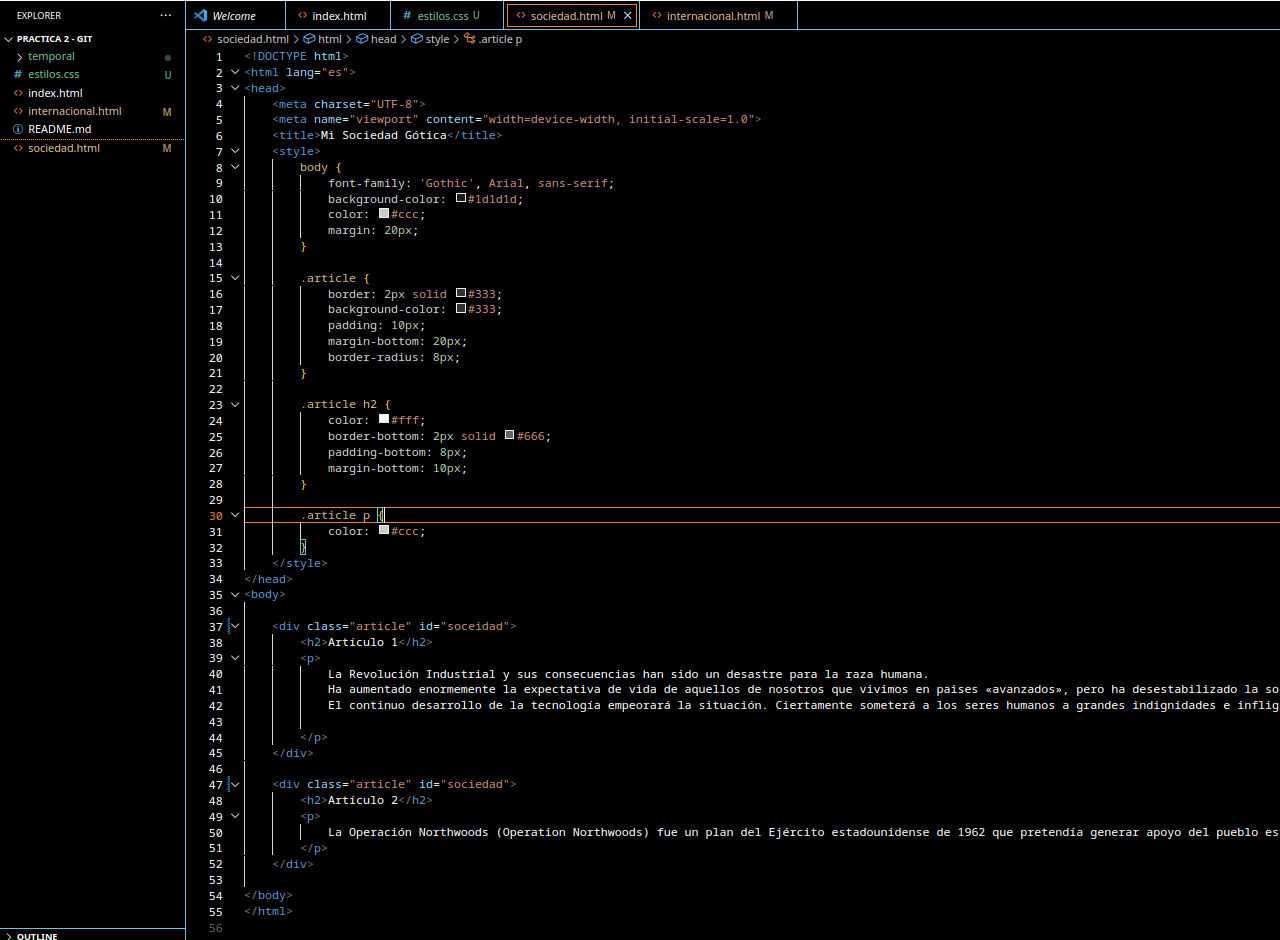 EXPLORER ···
PRACTICA 2 - GIT
temporal
# estilos.css U
index.html
internacional.html M
README.md
sociedad.html M
OUTLINE
Welcome index.html # estilos.css U sociedad.html M internacional.html M
sociedad.html > html > head > style > .article p
1 <!DOCTYPE html>
2 <html lang="es">
3 <head>
4 <meta charset="UTF-8">
5 <meta name="viewport" content="width=device-width, initial-scale=1.0">
6 <title>Mi Sociedad Gótica</title>
7 <style>
8 body {
9 font-family: 'Gothic', Arial, sans-serif;
10 background-color: #1d1d1d;
11 color: #ccc;
12 margin: 20px;
13 }
14
15 .article {
16 border: 2px solid #333;
17 background-color: #333;
18 padding: 10px;
19 margin-bottom: 20px;
20 border-radius: 8px;
21 }
22
23 .article h2 {
24 color: #fff;
25 border-bottom: 2px solid #666;
26 padding-bottom: 8px;
27 margin-bottom: 10px;
28 }
29
30 .article p {
31 color: #ccc;
32 }
33 </style>
34 </head>
35 <body>
36
37 <div class="article" id="soceidad">
38 <h2>Artículo 1</h2>
39 <p>
40 La Revolución Industrial y sus consecuencias han sido un desastre para la raza humana.
41 Ha aumentado enormemente la expectativa de vida de aquellos de nosotros que vivimos en paises «avanzados», pero ha desestabilizado la so
42 El continuo desarrollo de la tecnología empeorará la situación. Ciertamente someterá a los seres humanos a grandes indignidades e inflig
43
44 </p>
45 </div>
46
47 <div class="article" id="sociedad">
48 <h2>Artículo 2</h2>
49 <p>
50 La Operación Northwoods (Operation Northwoods) fue un plan del Ejército estadounidense de 1962 que pretendía generar apoyo del pueblo es
51 </p>
52 </div>
53
54 </body>
55 </html>
56